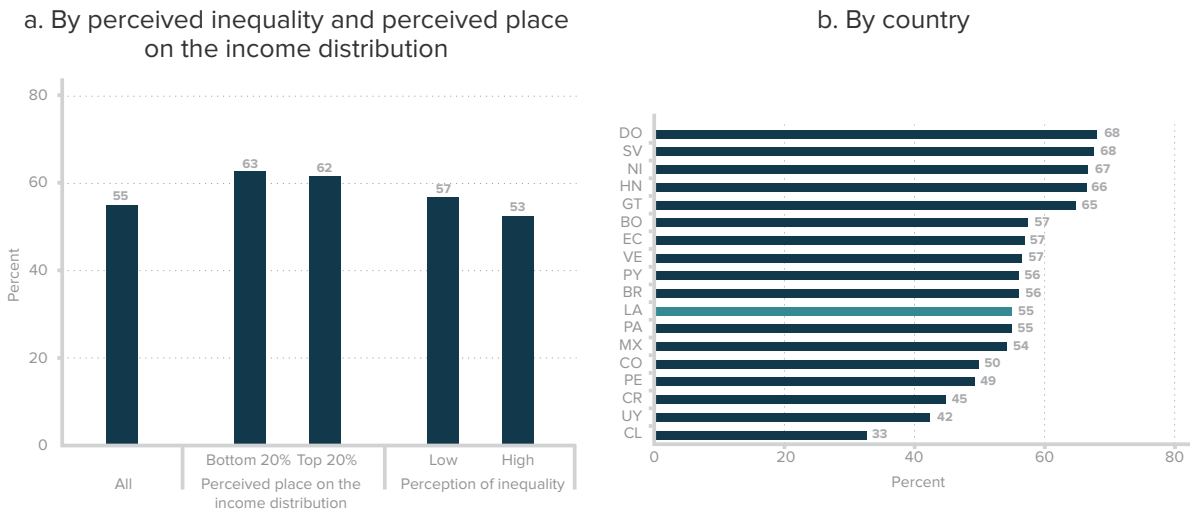 a. By perceived inequality and perceived place
on the income distribution
80
60
40
20
0
Percent
55
63
62
57
53
Bottom 20% Top 20%
Low
High
All
Perceived place on the
income distribution
Perception of inequality
b. By country
DO 68
SV 68
NI 67
HN 66
GT 65
BO 57
EC 57
VE 57
PY 56
BR 56
LA 55
PA 55
MX 54
CO 50
PE 49
CR 45
UY 42
CL 33
0 20 40 60 80
Percent